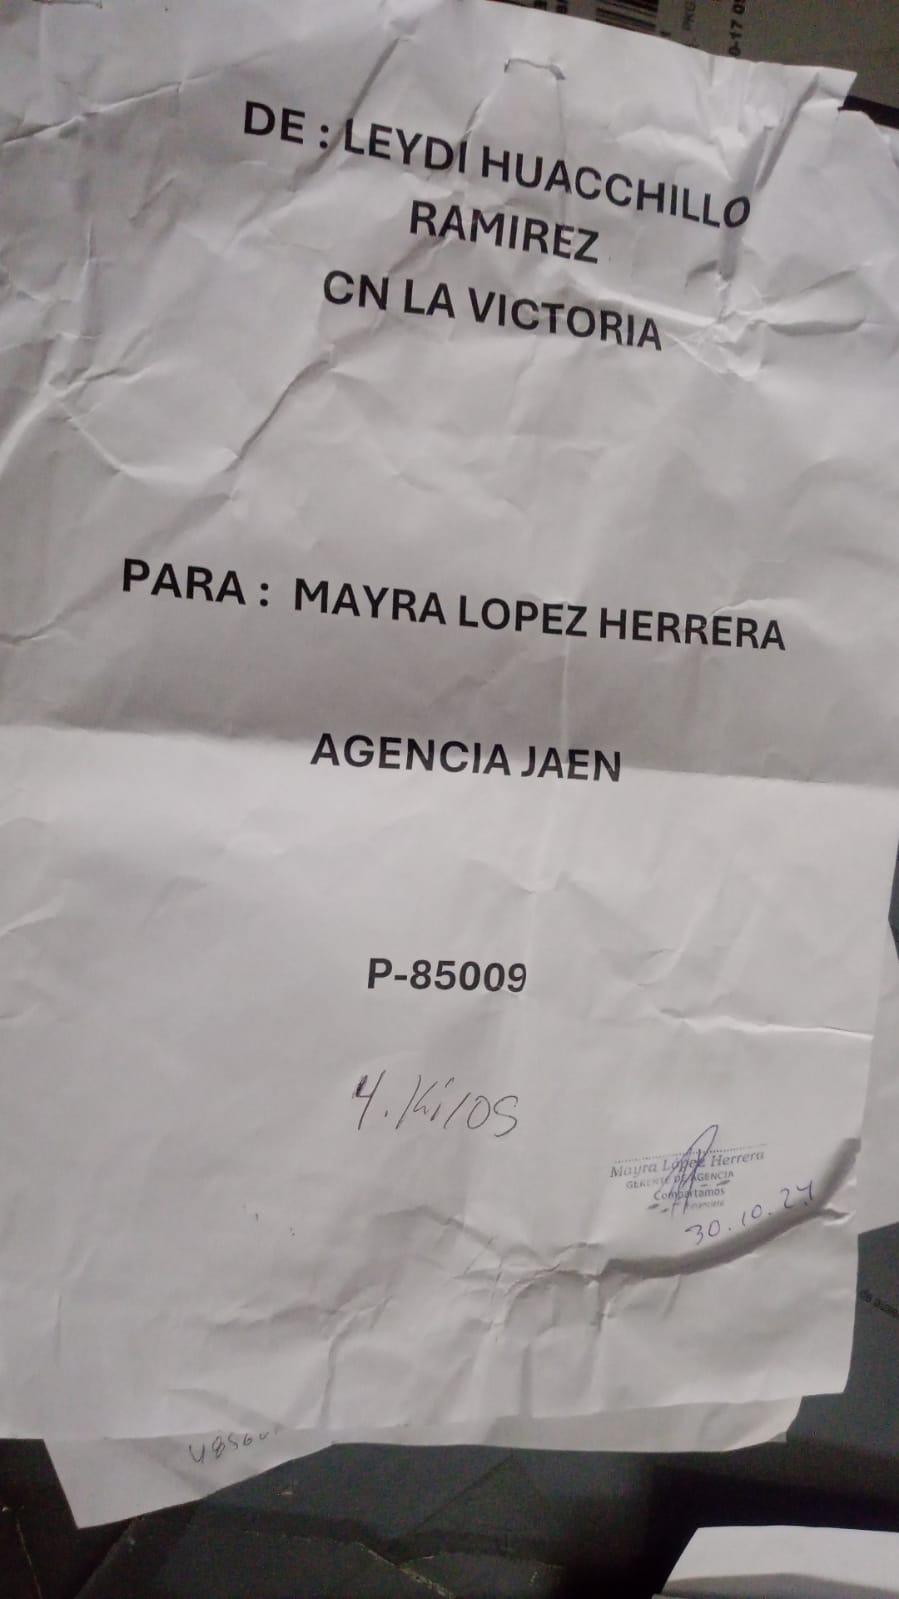 DE : LEYDI HUACCHILLO
RAMIREZ
CN LA VICTORIA
PARA : MAYRA LOPEZ HERRERA
AGENCIA JAEN
P-85009
4. Kilos
Mayra López Herrera
GERENTE DE AGENCIA
Compartamos
Financiera
30.10.24